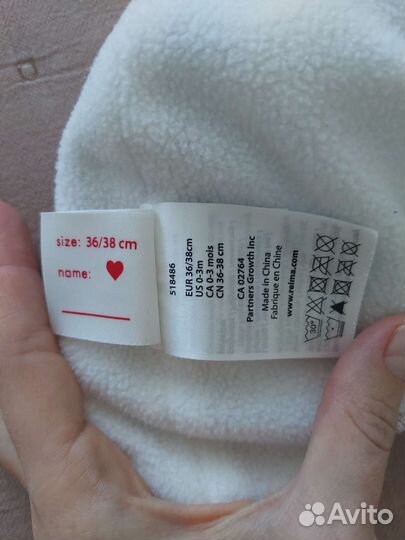 size: 36/38 cm
name:
518486
EUR 36/38cm
US 0-3m
CA 0-3 mois
CN 36-38 cm
CA 02764
Partners Growth Inc
Made in China
Fabriqué en Chine
www.reima.com
30°
Avito